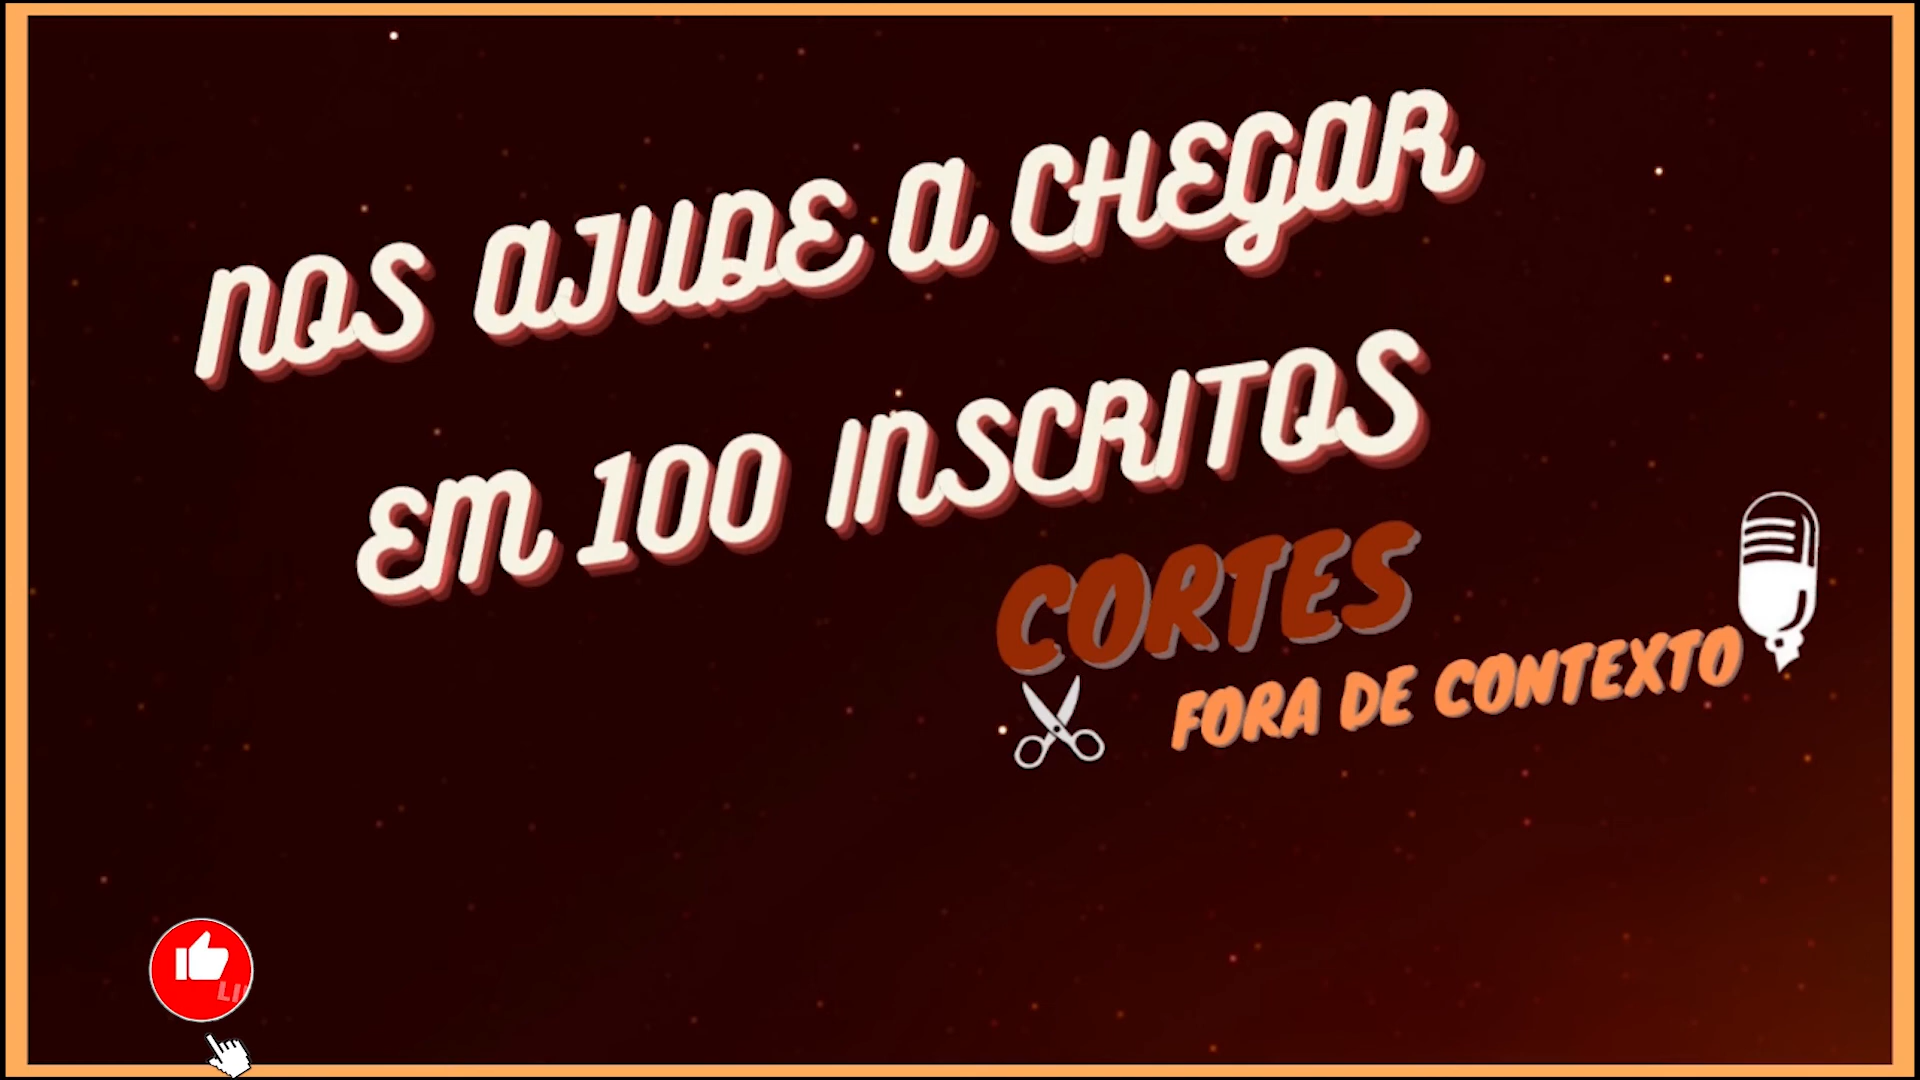 NOS AJUDE A CHEGAR
EM 100 INSCRITOS
CORTES
FORA DE CONTEXTO